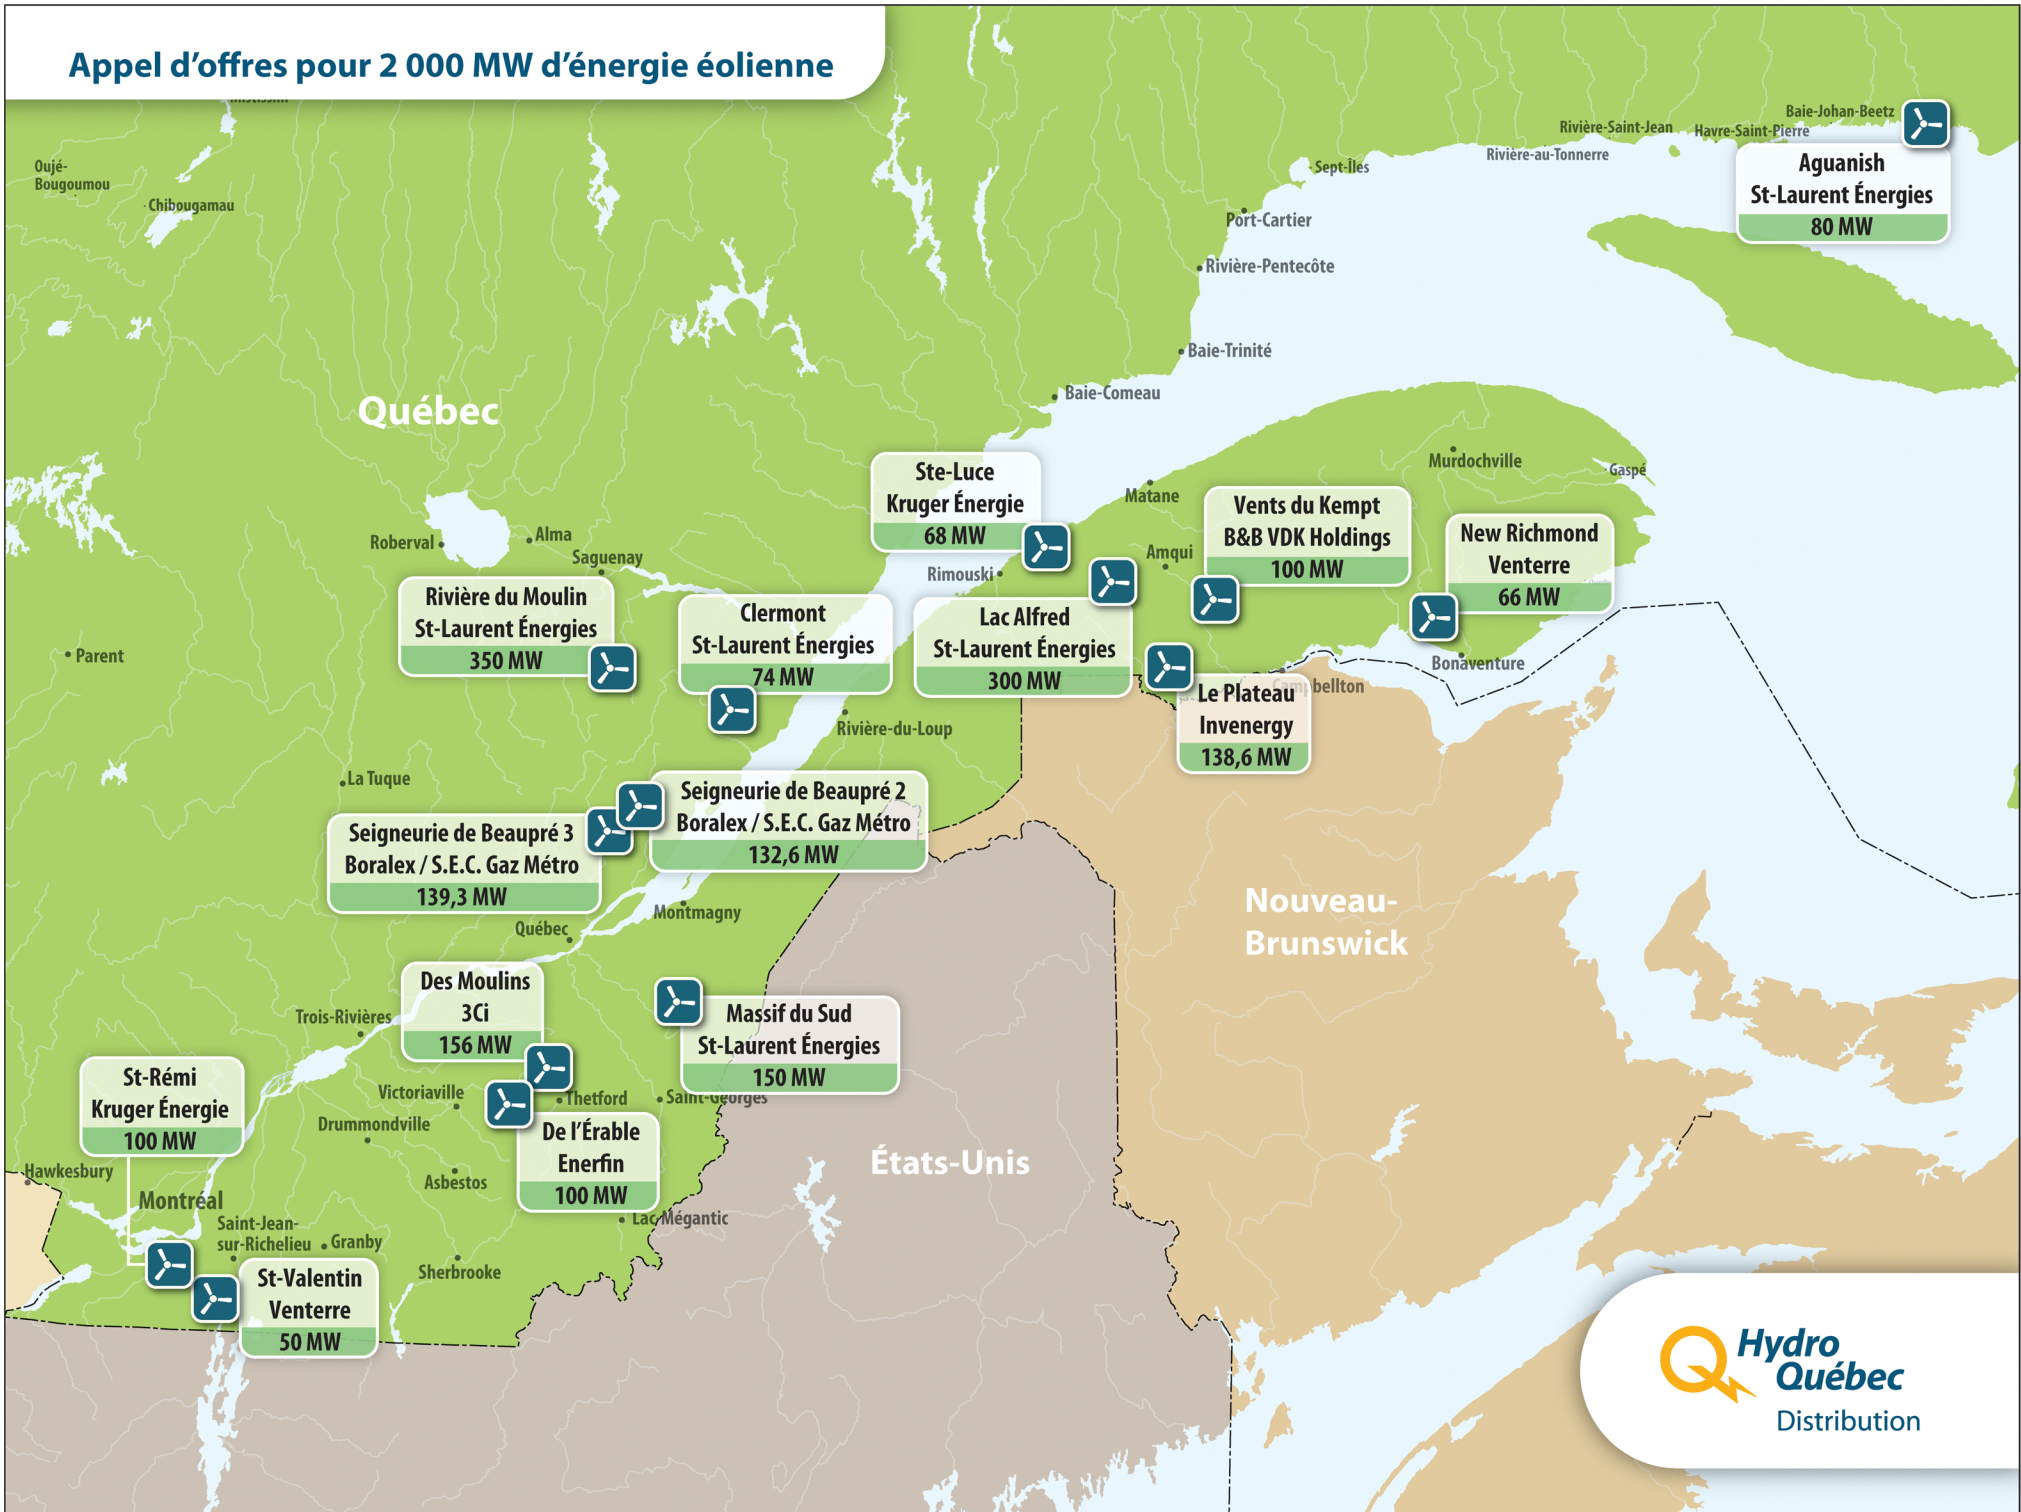 Appel d'offres pour 2 000 MW d'énergie éolienne
Mistissini
Oujé-
Bougoumou
Chibougamau
Baie-Johan-Beetz
Rivière-Saint-Jean
Havre-Saint-Pierre
Rivière-au-Tonnerre
Sept-Îles
Aguanish
St-Laurent Énergies
80 MW
Port-Cartier
Rivière-Pentecôte
Baie-Trinité
Baie-Comeau
Québec
Ste-Luce
Kruger Énergie
68 MW
Matane
Murdochville
Gaspé
Vents du Kempt
B&B VDK Holdings
100 MW
New Richmond
Venterre
66 MW
Roberval
Alma
Saguenay
Rimouski
Amqui
Rivière du Moulin
St-Laurent Énergies
350 MW
Clermont
St-Laurent Énergies
74 MW
Lac Alfred
St-Laurent Énergies
300 MW
Bonaventure
Campbellton
Le Plateau
Invenergy
138,6 MW
Parent
Rivière-du-Loup
La Tuque
Seigneurie de Beaupré 2
Boralex / S.E.C. Gaz Métro
132,6 MW
Seigneurie de Beaupré 3
Boralex / S.E.C. Gaz Métro
139,3 MW
Montmagny
Québec
Nouveau-
Brunswick
Des Moulins
3Ci
156 MW
Trois-Rivières
Massif du Sud
St-Laurent Énergies
150 MW
St-Rémi
Kruger Énergie
100 MW
Victoriaville
Thetford
Saint-Georges
Drummondville
De l'Érable
Enerfin
100 MW
États-Unis
Hawkesbury
Asbestos
Montréal
Lac Mégantic
Saint-Jean-
sur-Richelieu
Granby
Sherbrooke
St-Valentin
Venterre
50 MW
Hydro
Québec
Distribution